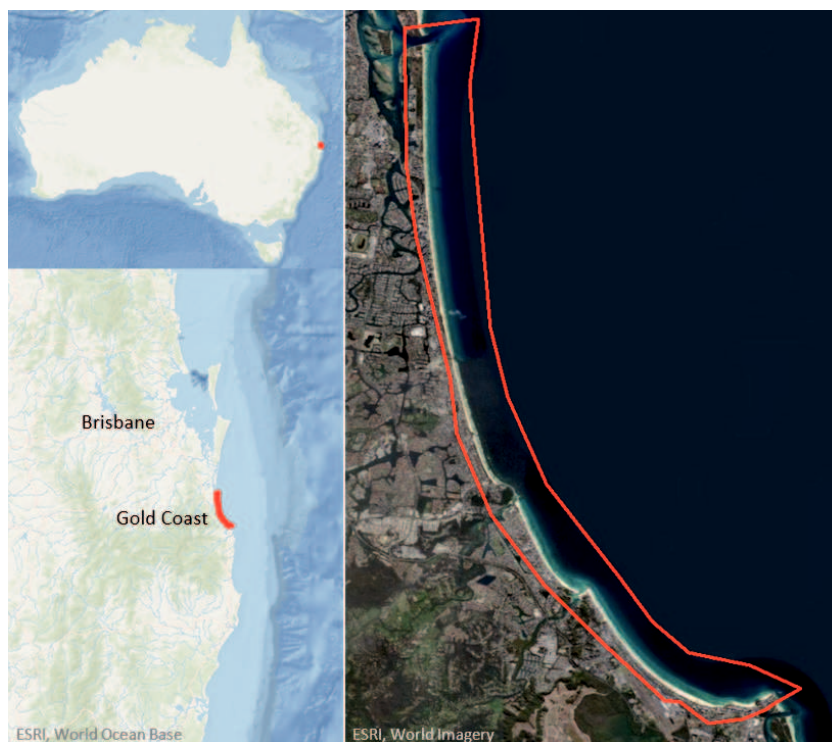 Brisbane
Gold Coast
ESRI, World Ocean Base
ESRI, World Imagery